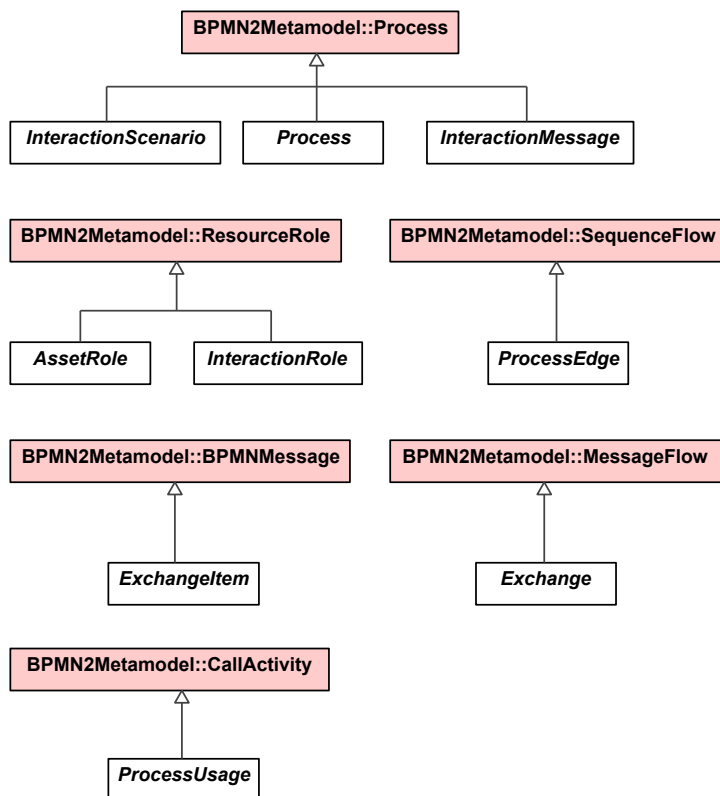 BPMN2Metamodel::Process
InteractionScenario
Process
InteractionMessage
BPMN2Metamodel::ResourceRole
BPMN2Metamodel::SequenceFlow
AssetRole
InteractionRole
ProcessEdge
BPMN2Metamodel::BPMNMessage
BPMN2Metamodel::MessageFlow
ExchangeItem
Exchange
BPMN2Metamodel::CallActivity
ProcessUsage